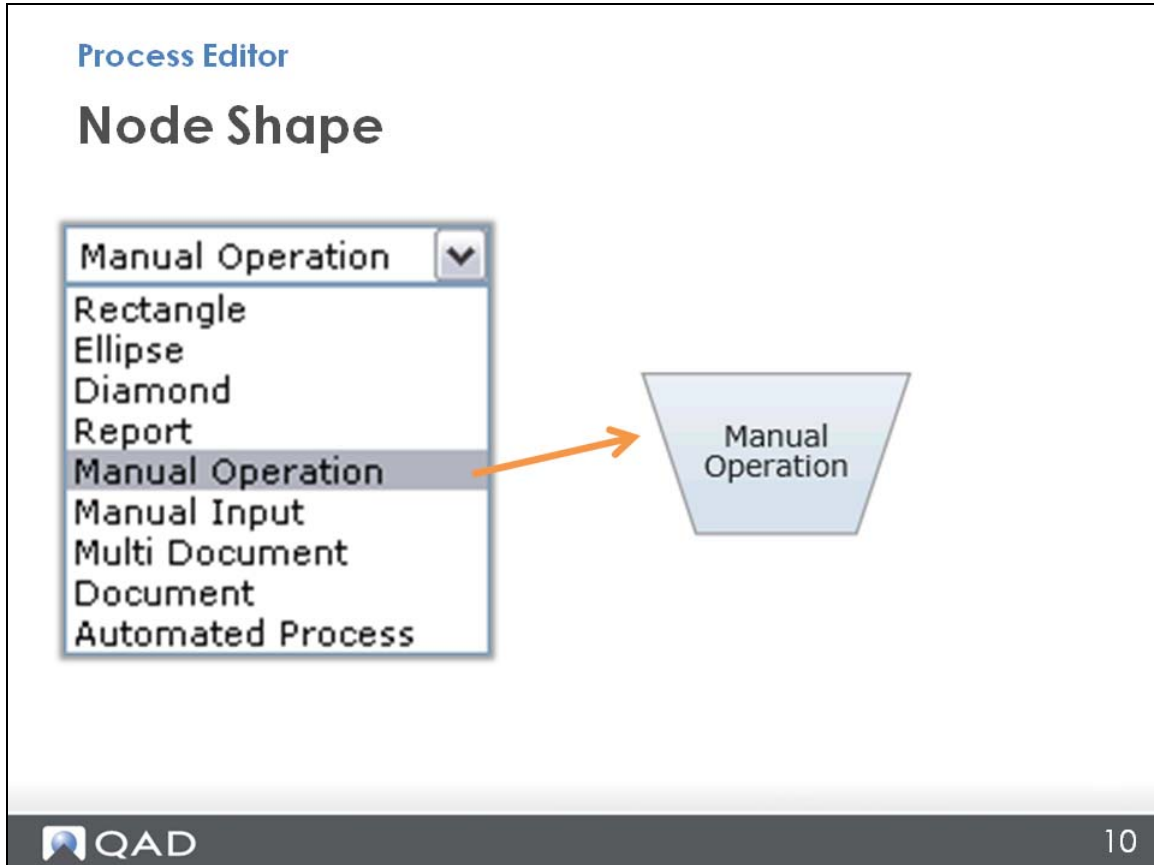 Process Editor
Node Shape
Manual Operation
Rectangle
Ellipse
Diamond
Report
Manual Operation
Manual Input
Multi Document
Document
Automated Process
Manual
Operation
QAD
10